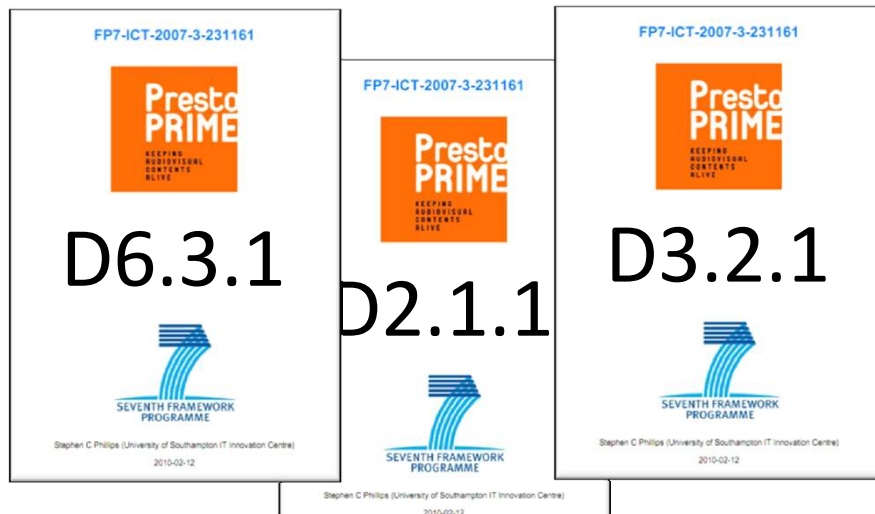 FP7-ICT-2007-3-231161
Presto
PRIME
KEEPING
AUDIOVISUAL
CONTENTS
ALIVE
D6.3.1
SEVENTH FRAMEWORK
PROGRAMME
Stephen C Phillips (University of Southampton IT Innovation Centre)
2010-02-12
FP7-ICT-2007-3-231161
Presto
PRIME
KEEPING
AUDIOVISUAL
CONTENTS
ALIVE
D2.1.1
SEVENTH FRAMEWORK
PROGRAMME
Stephen C Phillips (University of Southampton IT Innovation Centre)
2010-02-12
FP7-ICT-2007-3-231161
Presto
PRIME
KEEPING
AUDIOVISUAL
CONTENTS
ALIVE
D3.2.1
SEVENTH FRAMEWORK
PROGRAMME
Stephen C Phillips (University of Southampton IT Innovation Centre)
2010-02-12